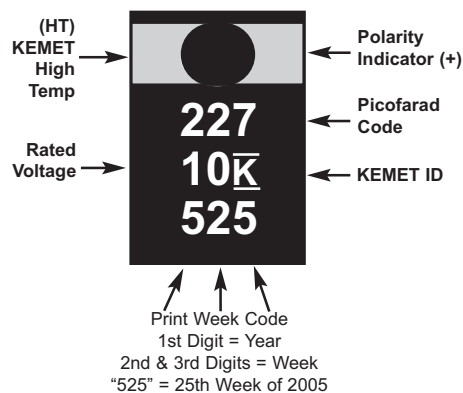 (HT)
KEMET
High
Temp
Polarity
Indicator (+)
227
Picofarad
Code
Rated
Voltage
10K
KEMET ID
525
Print Week Code
1st Digit = Year
2nd & 3rd Digits = Week
“525” = 25th Week of 2005